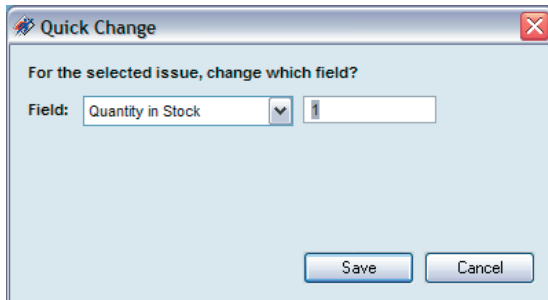 Quick Change
For the selected issue, change which field?
Field: Quantity in Stock 1
Save Cancel